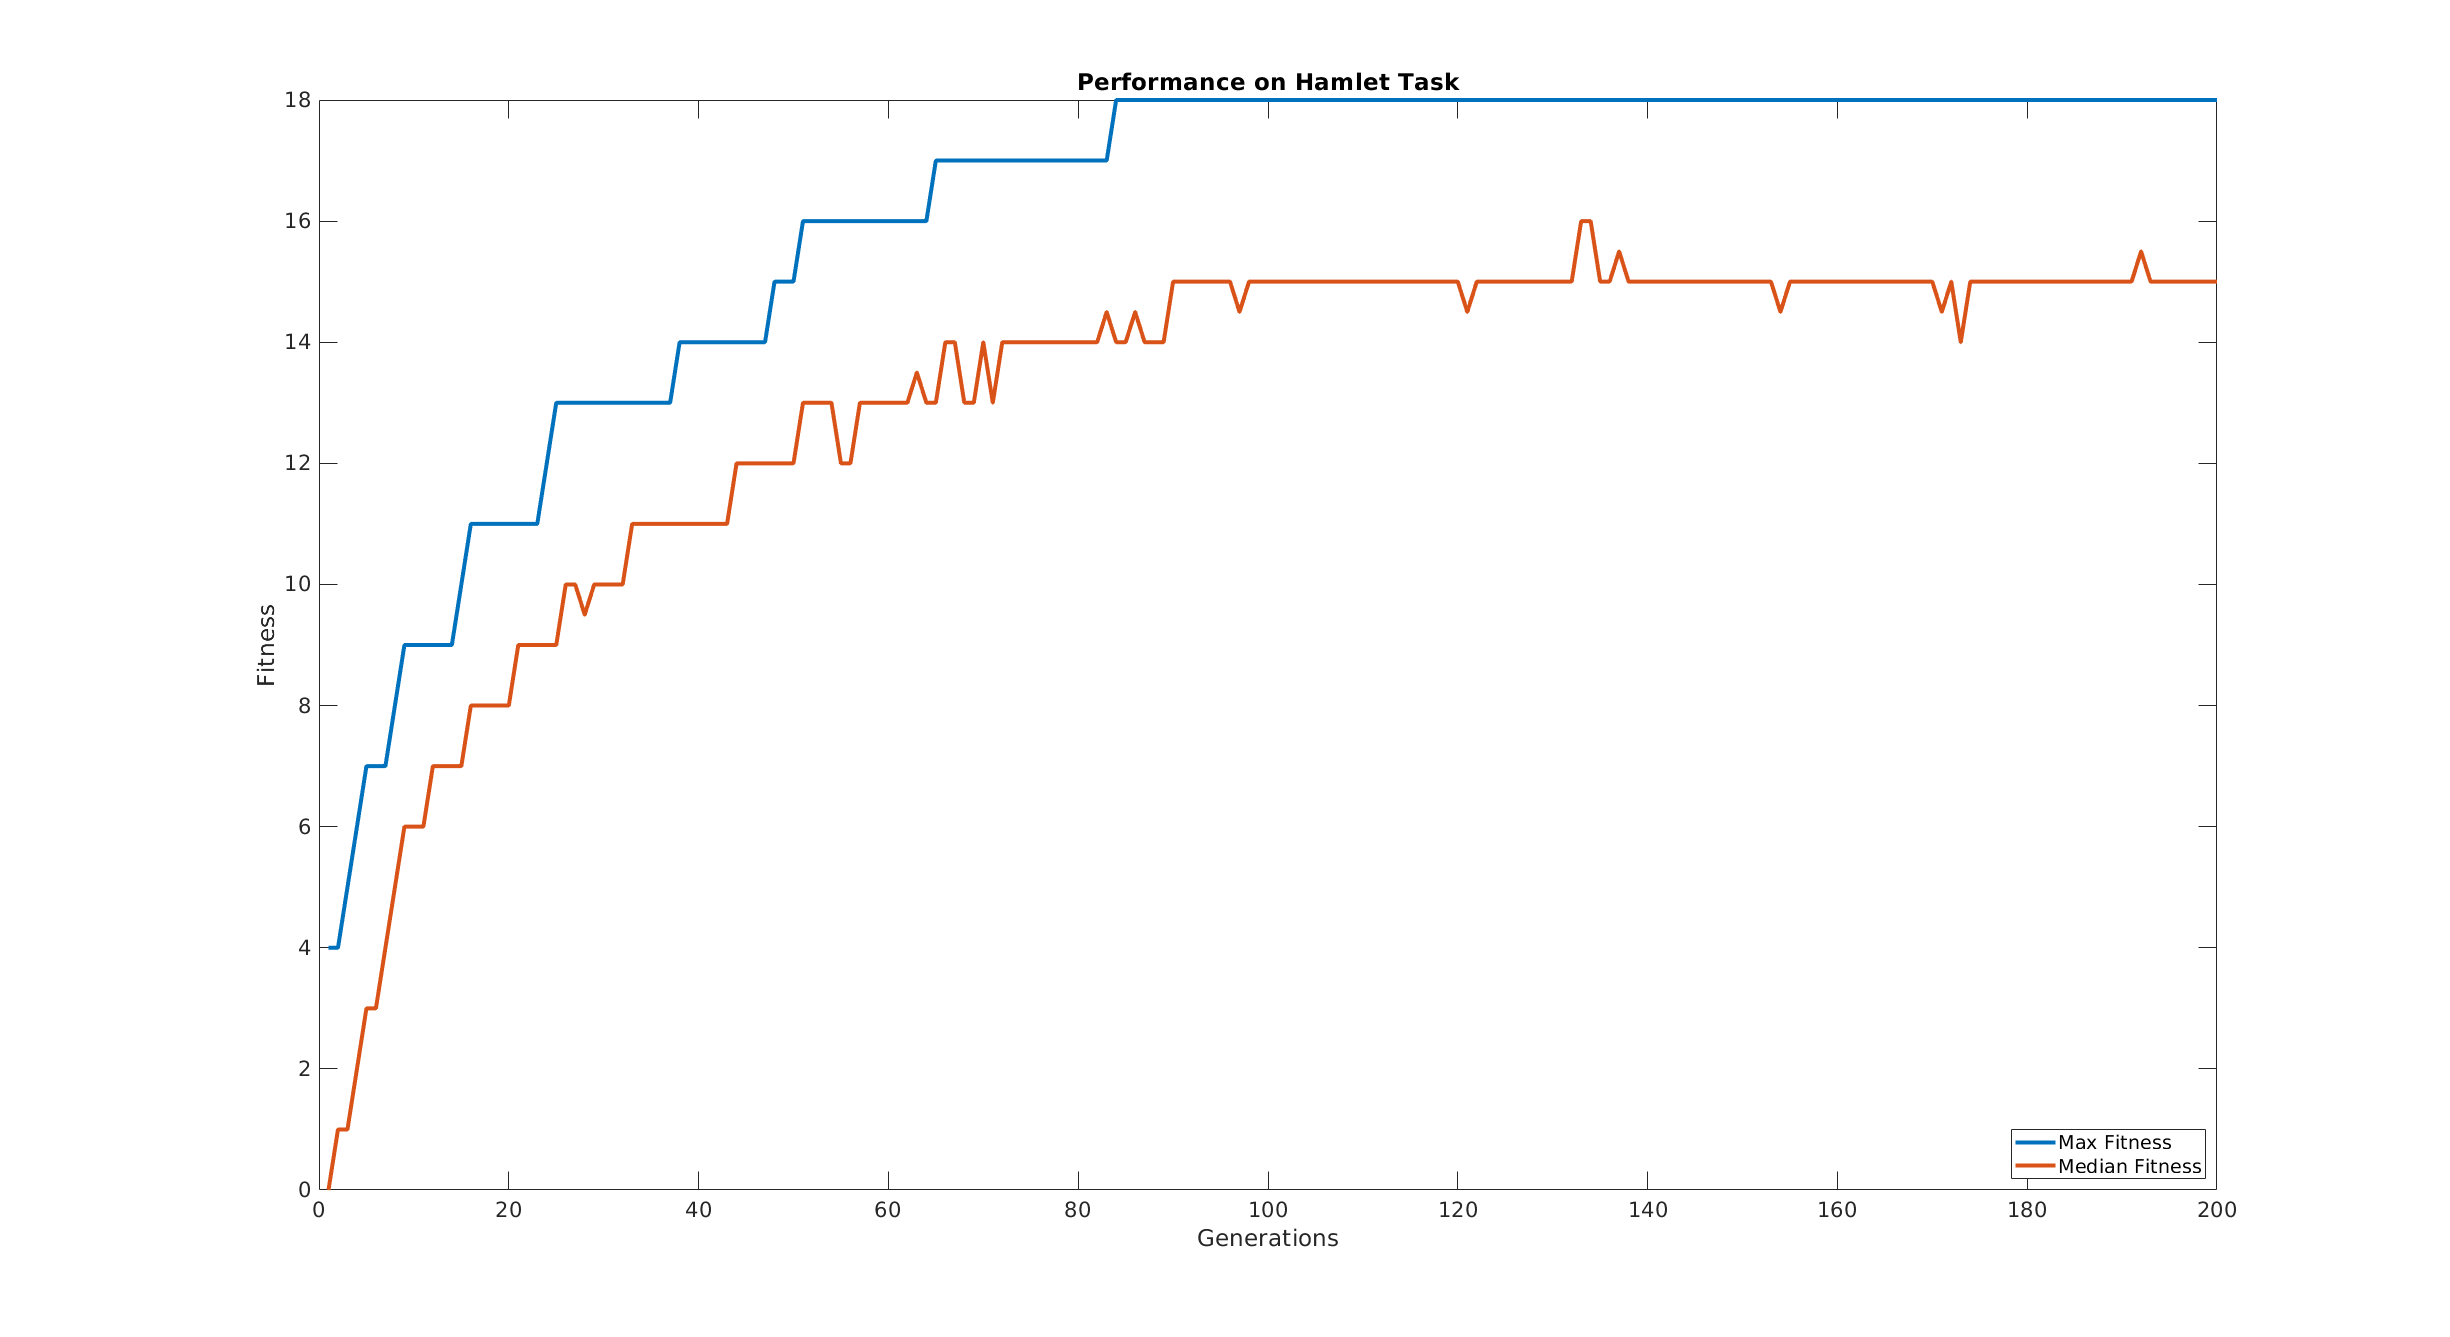 Performance on Hamlet Task
18
16
14
12
10
8
6
4
2
0
Fitness
0 20 40 60 80 100 120 140 160 180 200
Generations
Max Fitness
Median Fitness